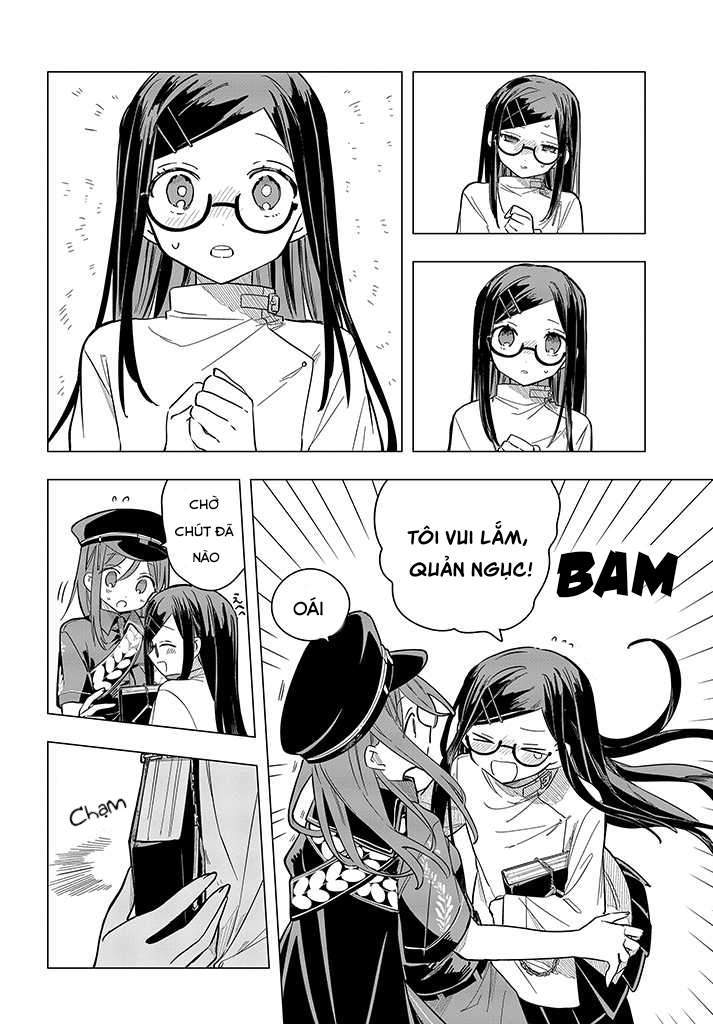 TÔI VUI LẮM,
QUẢN NGỤC!
BAM
OÁI
CHỜ
CHÚT ĐÃ
NÀO
Chạm